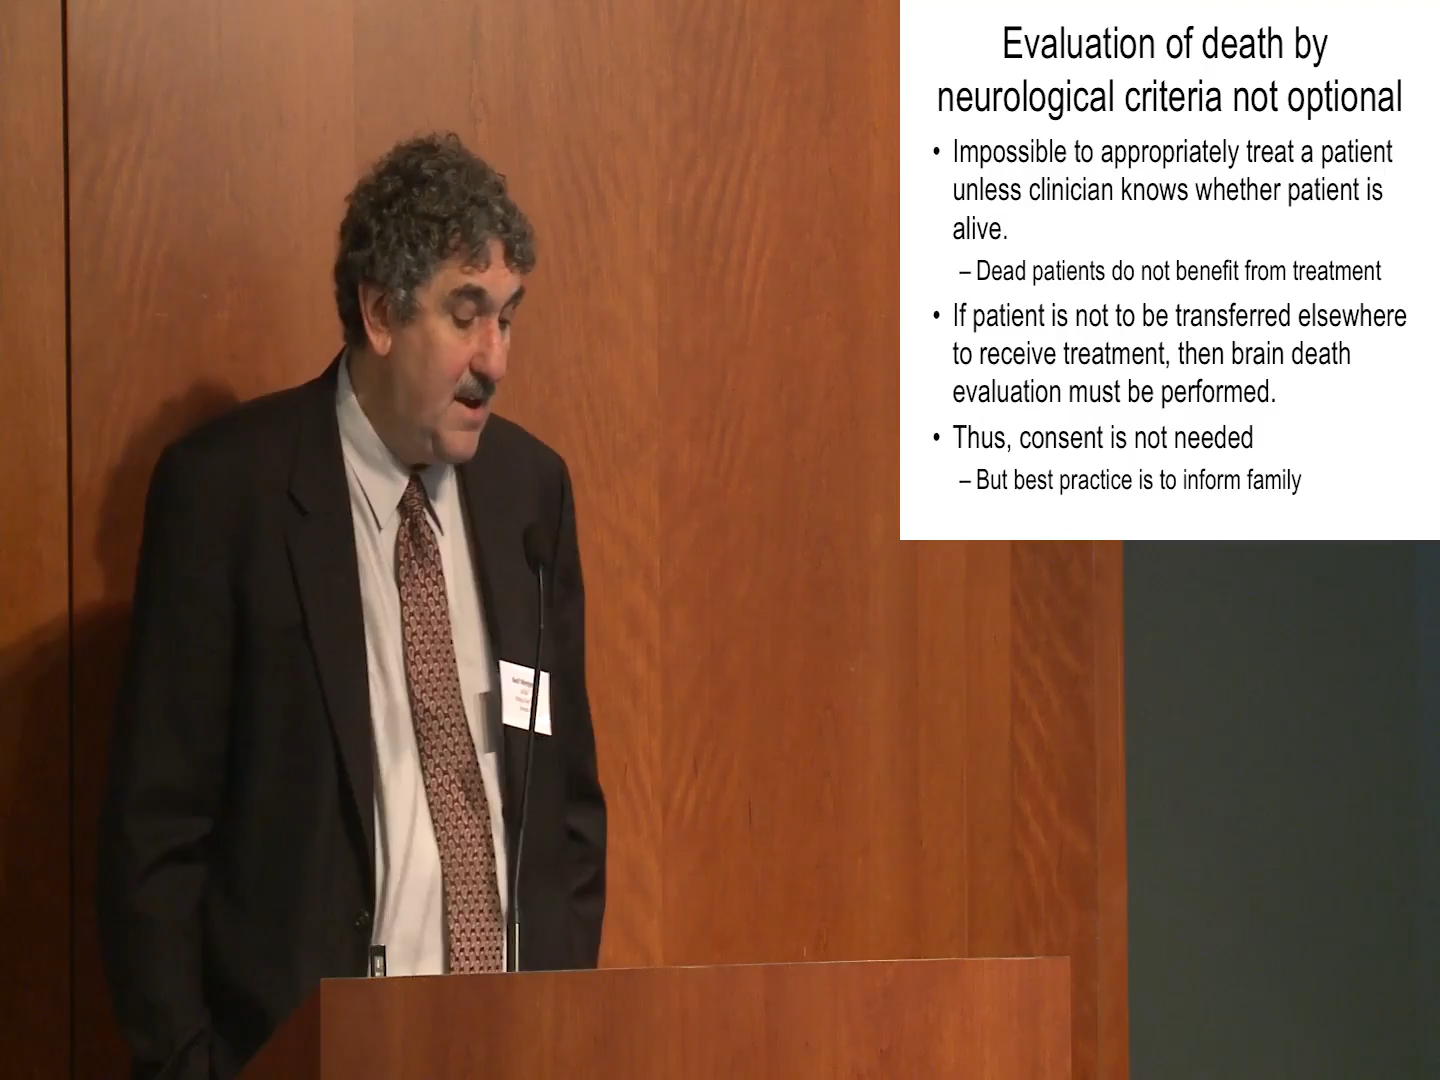 Evaluation of death by
neurological criteria not optional
• Impossible to appropriately treat a patient
unless clinician knows whether patient is
alive.
– Dead patients do not benefit from treatment
• If patient is not to be transferred elsewhere
to receive treatment, then brain death
evaluation must be performed.
• Thus, consent is not needed
– But best practice is to inform family